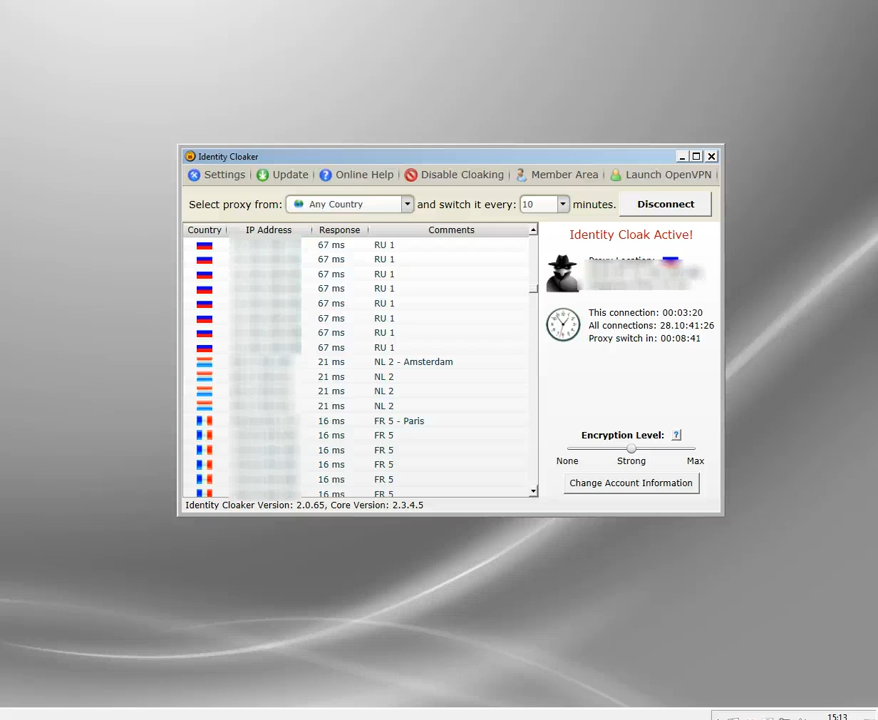 Identity Cloaker
Settings Update Online Help Disable Cloaking Member Area Launch OpenVPN
Select proxy from: Any Country and switch it every: 10 minutes. Disconnect
Country IP Address Response Comments
Identity Cloak Active!
67 ms RU 1
67 ms RU 1
67 ms RU 1
67 ms RU 1
67 ms RU 1
67 ms RU 1
67 ms RU 1
67 ms RU 1
21 ms NL 2 - Amsterdam
21 ms NL 2
21 ms NL 2
21 ms NL 2
16 ms FR 5 - Paris
16 ms FR 5
16 ms FR 5
16 ms FR 5
16 ms FR 5
16 ms FR 5
Proxy Location:
This connection: 00:03:20
All connections: 28.10:41:26
Proxy switch in: 00:08:41
Encryption Level: ?
None Strong Max
Change Account Information
Identity Cloaker Version: 2.0.65, Core Version: 2.3.4.5
15:13